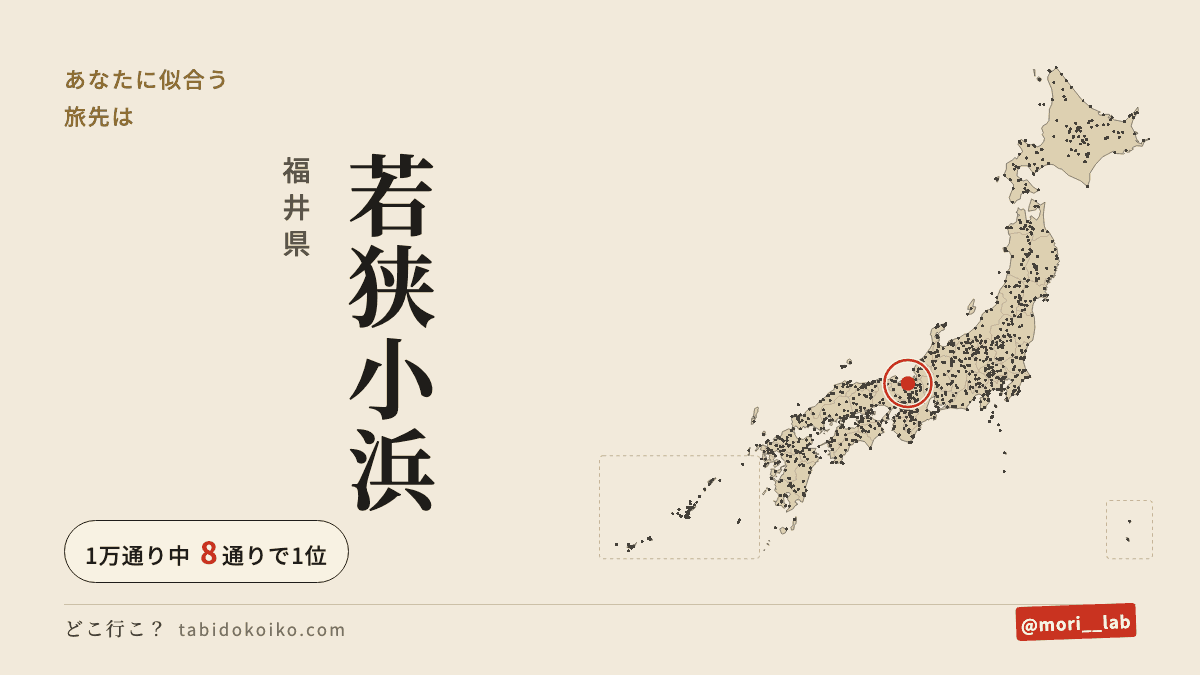 あなたに似合う
旅先は
若狭小浜
福井県
1万通り中 8通りで1位
どこ行こ？ tabidokoiko.com
@mori__lab